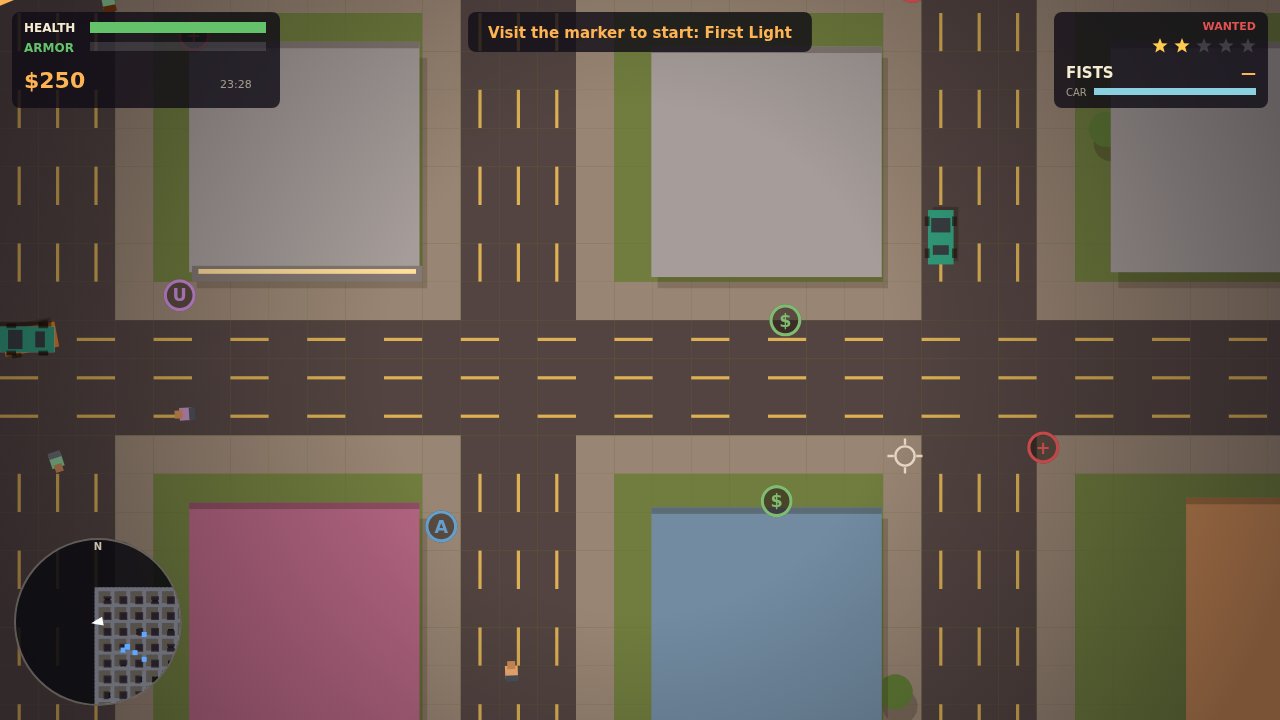 HEALTH
ARMOR
$250
23:28
Visit the marker to start: First Light
WANTED
FISTS —
CAR
U
$
+
A
$
N